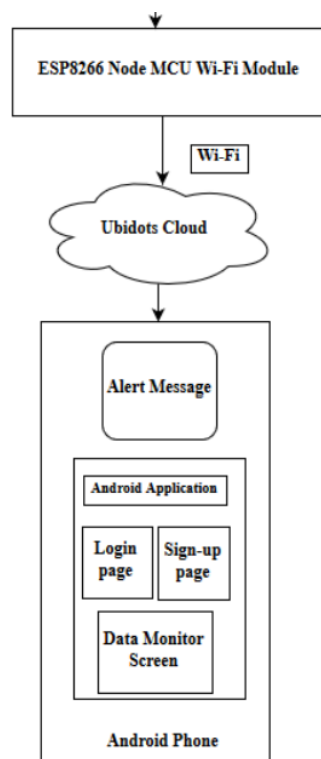 ESP8266 Node MCU Wi-Fi Module
Wi-Fi
Ubidots Cloud
Alert Message
Android Application
Login
page
Sign-up
page
Data Monitor
Screen
Android Phone